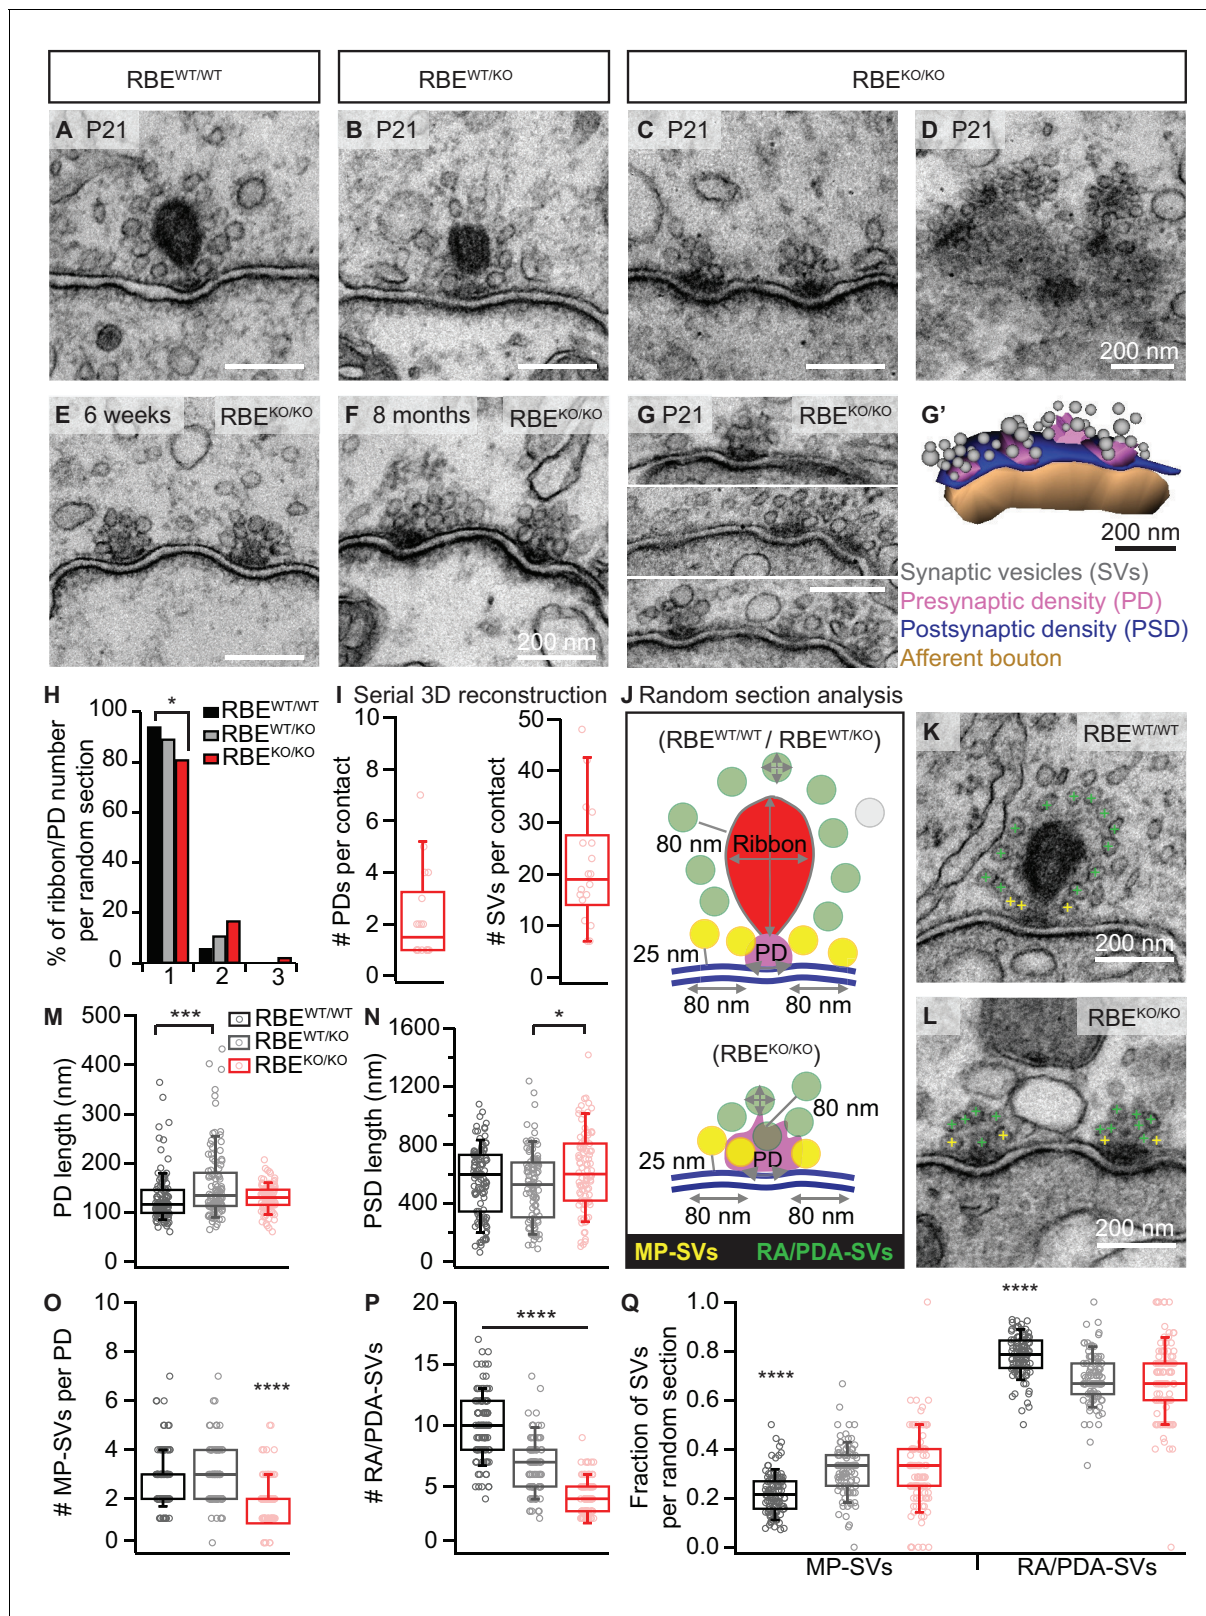 RBE^WT/WT
RBE^WT/KO
RBE^KO/KO
A P21
B P21
C P21
D P21
200 nm
E 6 weeks RBE^KO/KO
F 8 months RBE^KO/KO
200 nm
G P21 RBE^KO/KO
G'
200 nm
Synaptic vesicles (SVs)
Presynaptic density (PD)
Postsynaptic density (PSD)
Afferent bouton
H
% of ribbon/PD number
per random section
100
80
60
40
20
0
1 2 3
*
RBE^WT/WT
RBE^WT/KO
RBE^KO/KO
I Serial 3D reconstruction
# PDs per contact
10
8
6
4
2
0
# SVs per contact
50
40
30
20
10
0
J Random section analysis
(RBE^WT/WT / RBE^WT/KO)
80 nm
Ribbon
PD
25 nm
80 nm 80 nm
(RBE^KO/KO)
80 nm
25 nm
PD
80 nm 80 nm
MP-SVs RA/PDA-SVs
K RBE^WT/WT
200 nm
L RBE^KO/KO
200 nm
M
PD length (nm)
500
400
300
200
100
0
***
RBE^WT/WT
RBE^WT/KO
RBE^KO/KO
N
PSD length (nm)
1600
1200
800
400
0
*
O
# MP-SVs per PD
10
8
6
4
2
0
****
P
# RA/PDA-SVs
20
15
10
5
0
****
Q
Fraction of SVs
per random section
1.0
0.8
0.6
0.4
0.2
0.0
****
****
MP-SVs RA/PDA-SVs